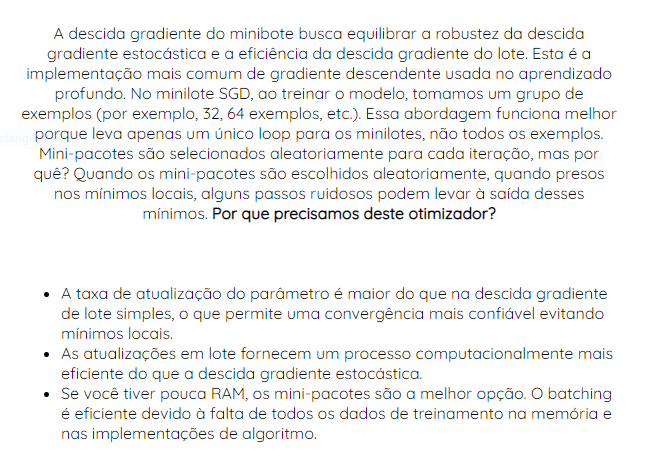 A descida gradiente do minibote busca equilibrar a robustez da descida
gradiente estocástica e a eficiência da descida gradiente do lote. Esta é a
implementação mais comum de gradiente descendente usada no aprendizado
profundo. No minilote SGD, ao treinar o modelo, tomamos um grupo de
exemplos (por exemplo, 32, 64 exemplos, etc.). Essa abordagem funciona melhor
porque leva apenas um único loop para os minilotes, não todos os exemplos.
Mini-pacotes são selecionados aleatoriamente para cada iteração, mas por
quê? Quando os mini-pacotes são escolhidos aleatoriamente, quando presos
nos mínimos locais, alguns passos ruidosos podem levar à saída desses
mínimos. Por que precisamos deste otimizador?
• A taxa de atualização do parâmetro é maior do que na descida gradiente
de lote simples, o que permite uma convergência mais confiável evitando
mínimos locais.
• As atualizações em lote fornecem um processo computacionalmente mais
eficiente do que a descida gradiente estocástica.
• Se você tiver pouca RAM, os mini-pacotes são a melhor opção. O batching
é eficiente devido à falta de todos os dados de treinamento na memória e
nas implementações de algoritmo.